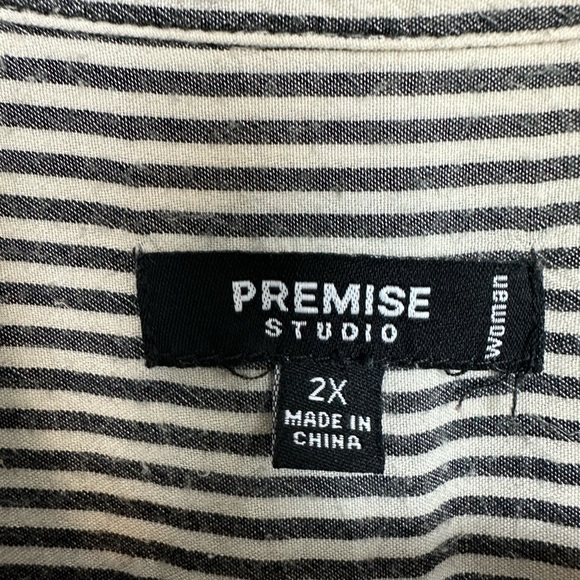 PREMISE
STUDIO
woman
2X
MADE IN
CHINA